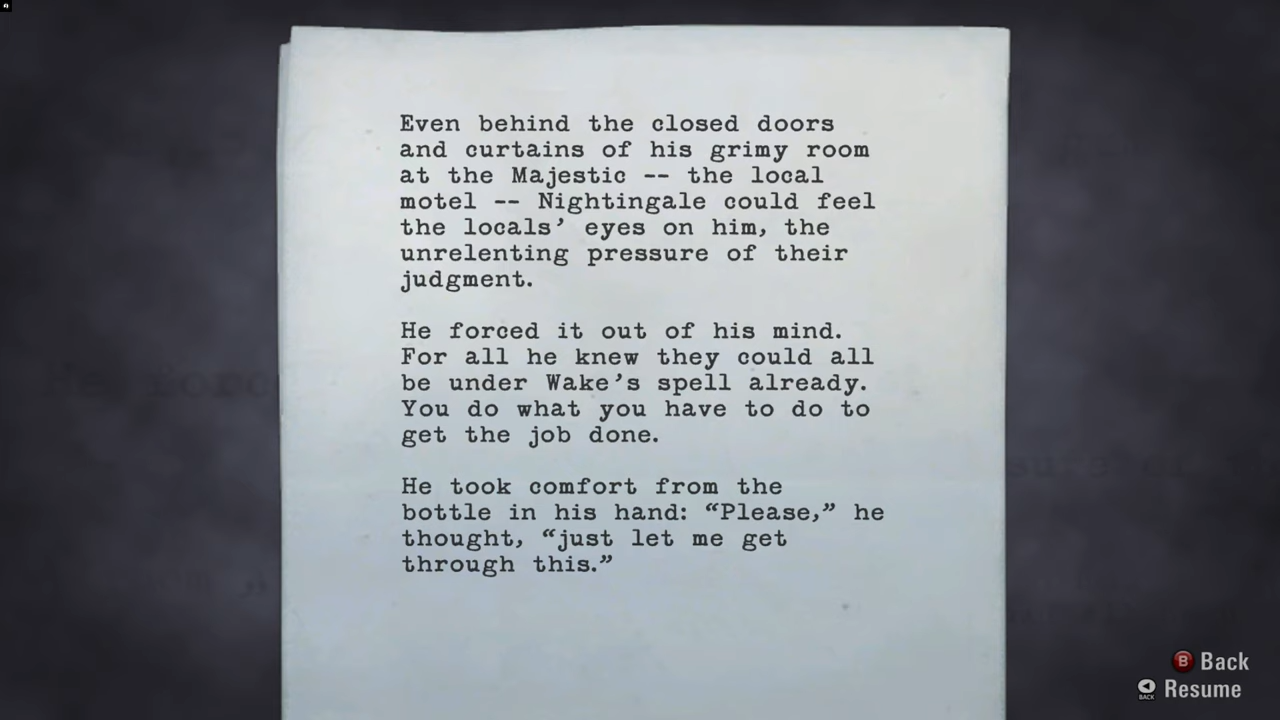 Even behind the closed doors
and curtains of his grimy room
at the Majestic -- the local
motel -- Nightingale could feel
the locals’ eyes on him, the
unrelenting pressure of their
judgment.
He forced it out of his mind.
For all he knew they could all
be under Wake’s spell already.
You do what you have to do to
get the job done.
He took comfort from the
bottle in his hand: “Please,” he
thought, “just let me get
through this.”
B Back
BACK Resume